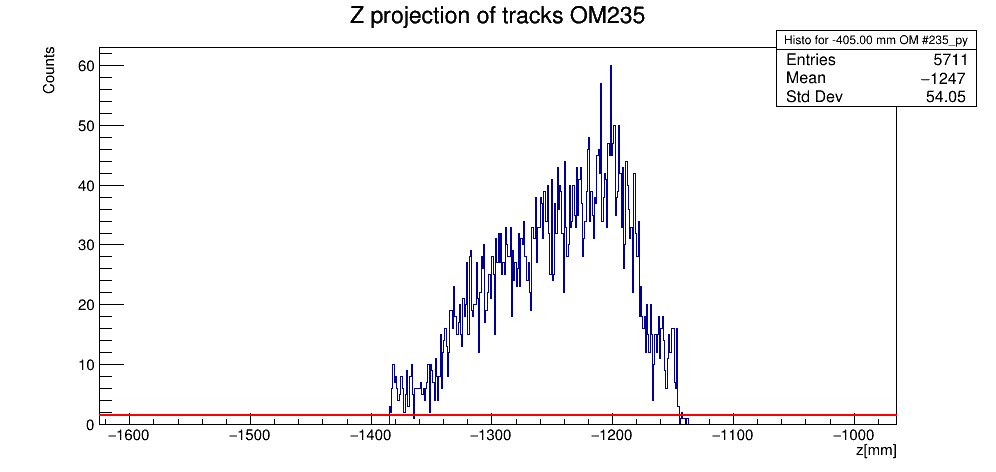 Z projection of tracks OM235
Histo for -405.00 mm OM #235_py
Entries 5711
Mean −1247
Std Dev 54.05
Counts
60
50
40
30
20
10
0
−1600 −1500 −1400 −1300 −1200 −1100 −1000
z[mm]